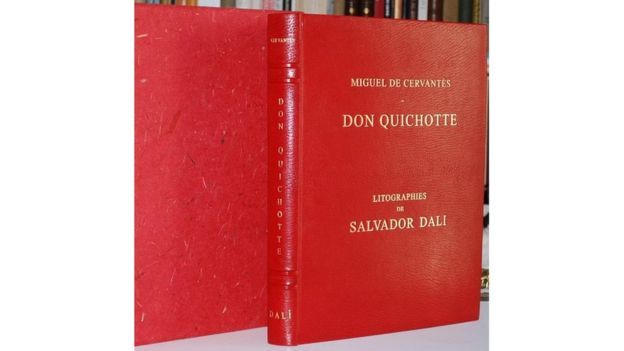 CERVANTÈS
DON QUICHOTTE
DALÍ
MIGUEL DE CERVANTÈS
-
DON QUICHOTTE
LITOGRAPHIES
DE
SALVADOR DALI